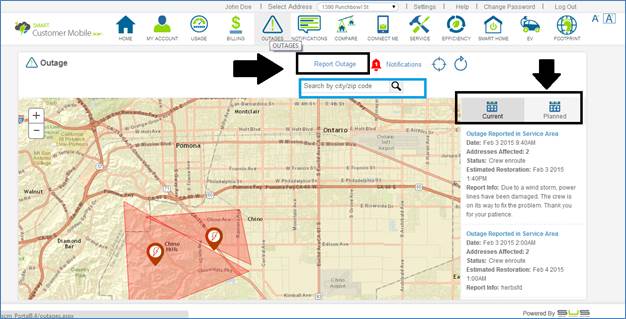 John Doe | Select Address 1590 Punchbowl St | Settings | Help | Change Password | Log Out
SMART
Customer Mobile
HOME MY ACCOUNT USAGE BILLING OUTAGES NOTIFICATIONS COMPARE CONNECT ME SERVICE EFFICIENCY SMART HOME EV FOOTPRINT
A A
OUTAGES
Outage
Report Outage
Notifications
Search by city/zip code
Current Planned
+
−
Montclair
Ontario
Pomona
Walnut
Chino
Diamond Bar
Chino Hills
Chino Airport
Outage Reported in Service Area
Date: Feb 3 2015 9:40AM
Addresses Affected: 2
Status: Crew enroute
Estimated Restoration: Feb 3 2015
1:40PM
Report Info: Due to a wind storm, power
lines have been damaged. The crew is
on its way to fix the problem. Thank you
for your patience.
Outage Reported in Service Area
Date: Feb 3 2015 2:00AM
Addresses Affected: 2
Status: Crew enroute
Estimated Restoration: Feb 4 2015
1:00AM
Report Info: herbsfd
Powered By SUS